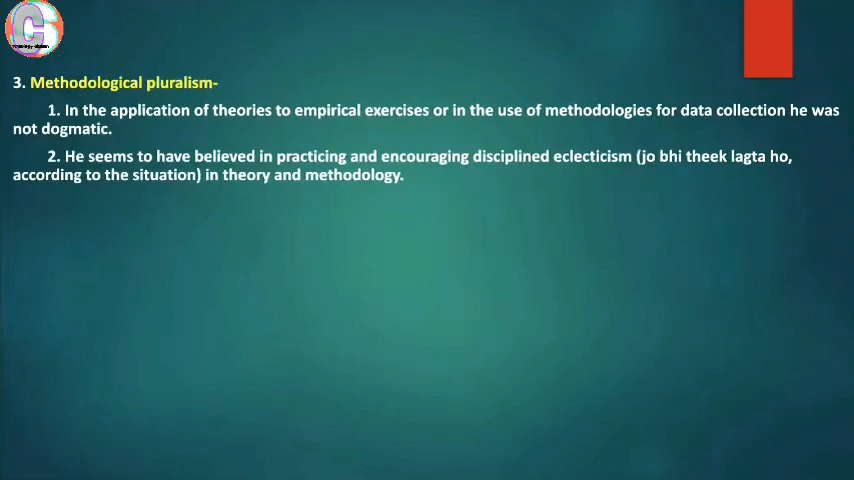 3. Methodological pluralism-
1. In the application of theories to empirical exercises or in the use of methodologies for data collection he was
not dogmatic.
2. He seems to have believed in practicing and encouraging disciplined eclecticism (jo bhi theek lagta ho,
according to the situation) in theory and methodology.